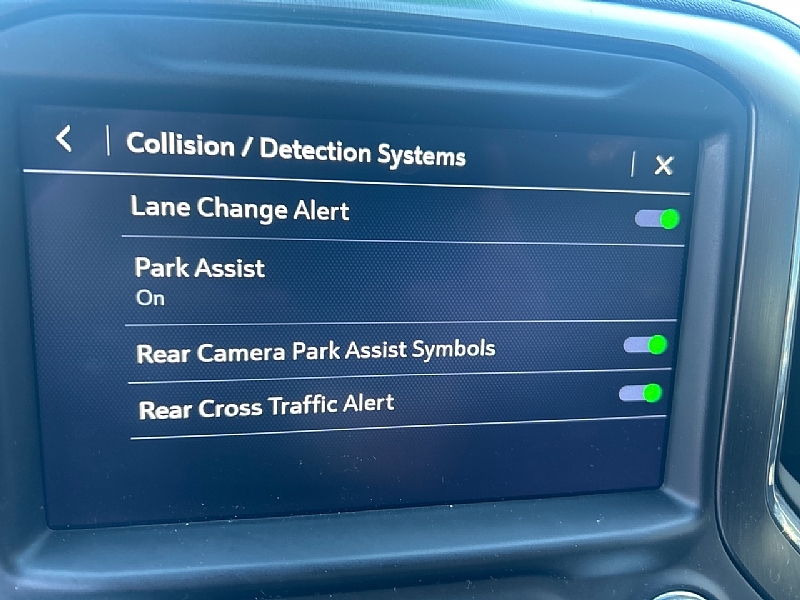 Collision / Detection Systems
Lane Change Alert
Park Assist
On
Rear Camera Park Assist Symbols
Rear Cross Traffic Alert